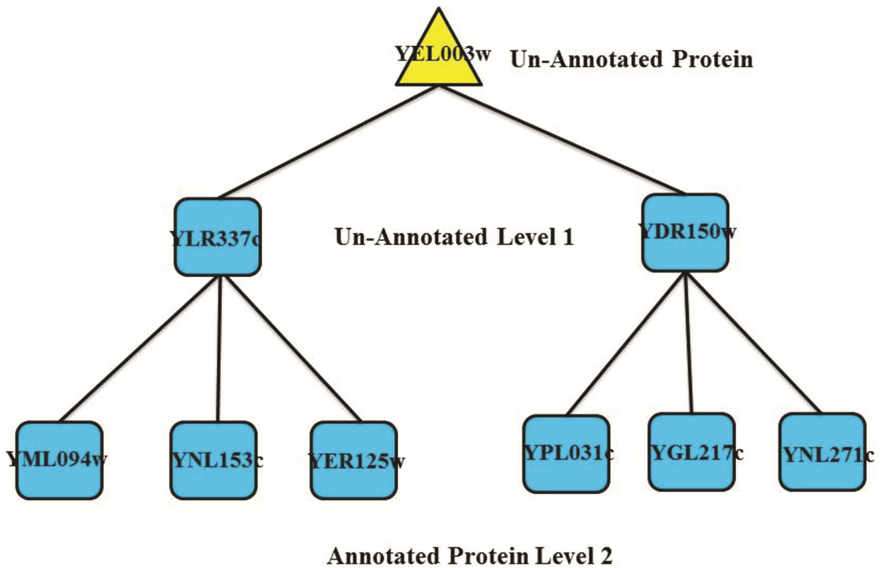 YEL003w
Un-Annotated Protein
YLR337c
Un-Annotated Level 1
YDR150w
YML094w
YNL153c
YER125w
YPL031c
YGL217c
YNL271c
Annotated Protein Level 2